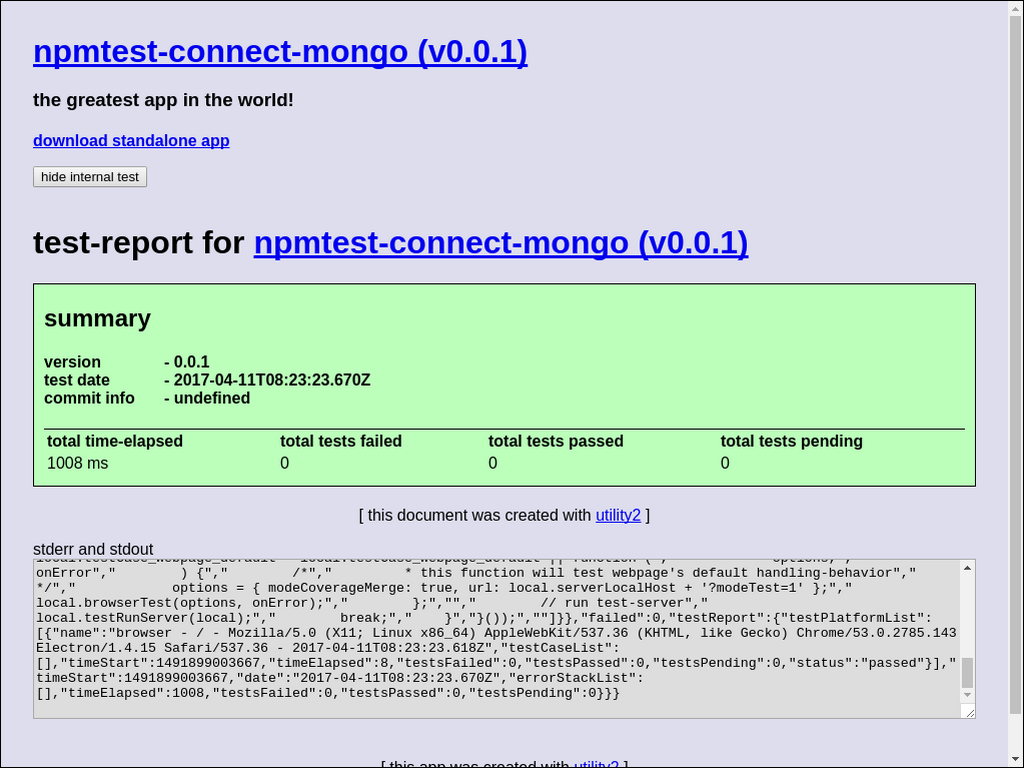 npmtest-connect-mongo (v0.0.1)
the greatest app in the world!
download standalone app
hide internal test
test-report for npmtest-connect-mongo (v0.0.1)
summary
version - 0.0.1
test date - 2017-04-11T08:23:23.670Z
commit info - undefined
total time-elapsed total tests failed total tests passed total tests pending
1008 ms 0 0 0
[ this document was created with utility2 ]
stderr and stdout
local.testCase_webpage_default = local.testCase_webpage_default || function (","            options,","
onError","        ) {","        /*","         * this function will test webpage's default handling-behavior","
*/","            options = { modeCoverageMerge: true, url: local.serverLocalHost + '?modeTest=1' };","
local.browserTest(options, onError);","        };","","        // run test-server","
local.testRunServer(local);","        break;","    }","}());",""]}},"failed":0,"testReport":{"testPlatformList":
[{"name":"browser - / - Mozilla/5.0 (X11; Linux x86_64) AppleWebKit/537.36 (KHTML, like Gecko) Chrome/53.0.2785.143
Electron/1.4.15 Safari/537.36 - 2017-04-11T08:23:23.618Z","testCaseList":
[],"timeStart":1491899003667,"timeElapsed":8,"testsFailed":0,"testsPassed":0,"testsPending":0,"status":"passed"}],"
timeStart":1491899003667,"date":"2017-04-11T08:23:23.670Z","errorStackList":
[],"timeElapsed":1008,"testsFailed":0,"testsPassed":0,"testsPending":0}}}
[ this app was created with utility2 ]